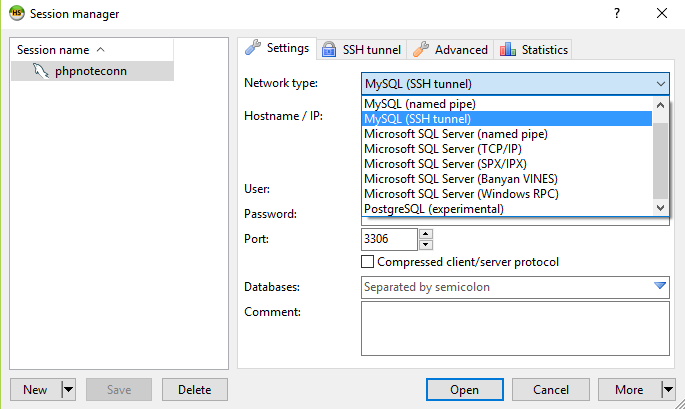 HS Session manager
Session name
phpnoteconn
Settings SSH tunnel Advanced Statistics
Network type: MySQL (SSH tunnel)
MySQL (named pipe)
Hostname / IP: MySQL (SSH tunnel)
Microsoft SQL Server (named pipe)
Microsoft SQL Server (TCP/IP)
Microsoft SQL Server (SPX/IPX)
Microsoft SQL Server (Banyan VINES)
User: Microsoft SQL Server (Windows RPC)
Password: PostgreSQL (experimental)
Port: 3306
Compressed client/server protocol
Databases: Separated by semicolon
Comment:
New Save Delete Open Cancel More